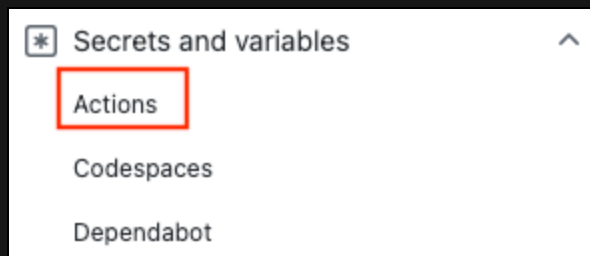 Secrets and variables
Actions
Codespaces
Dependabot